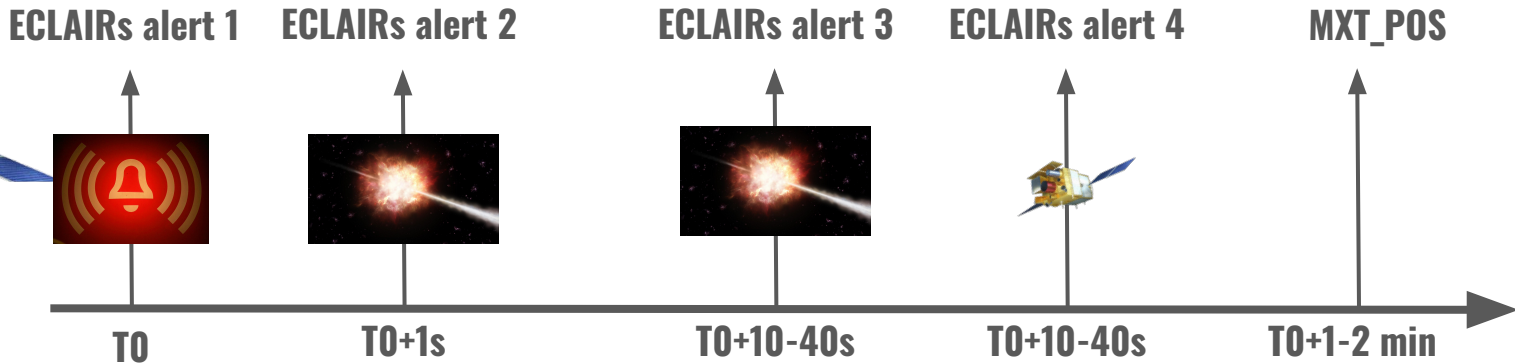 ECLAIRs alert 1
ECLAIRs alert 2
ECLAIRs alert 3
ECLAIRs alert 4
MXT_POS
T0
T0+1s
T0+10-40s
T0+10-40s
T0+1-2 min